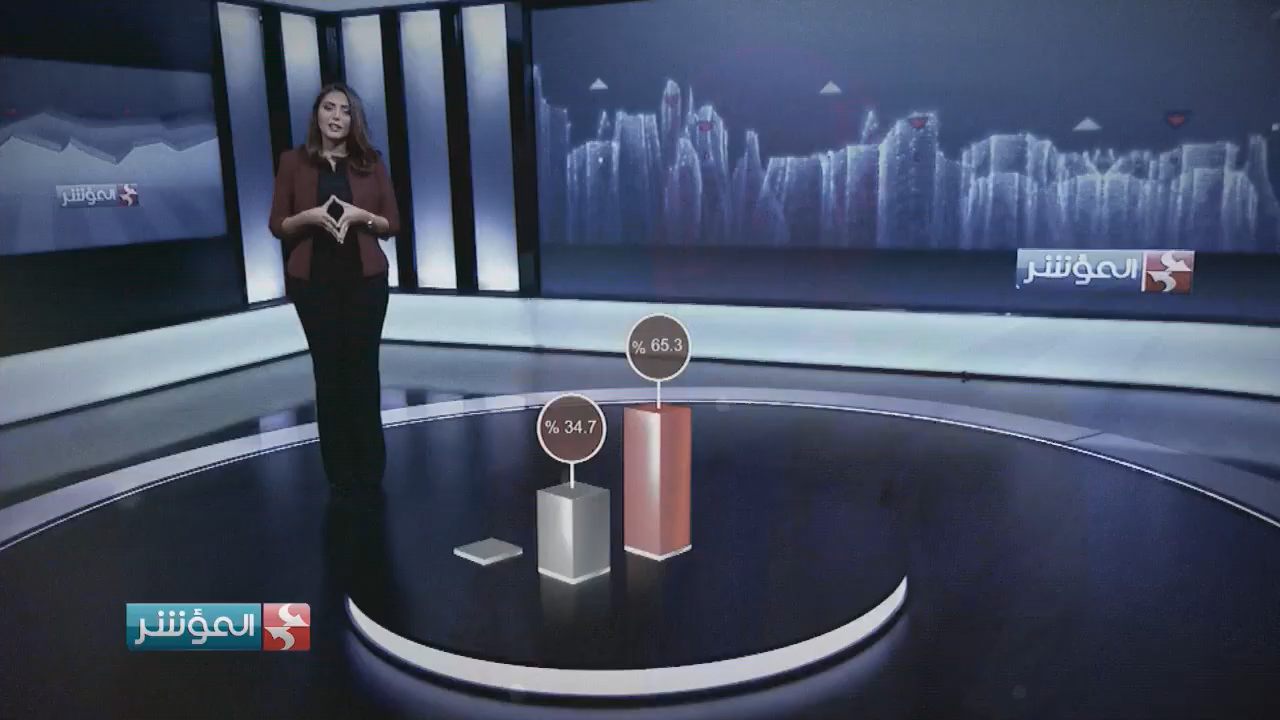 المؤشر
المؤشر
% 65.3
% 34.7
المؤشر